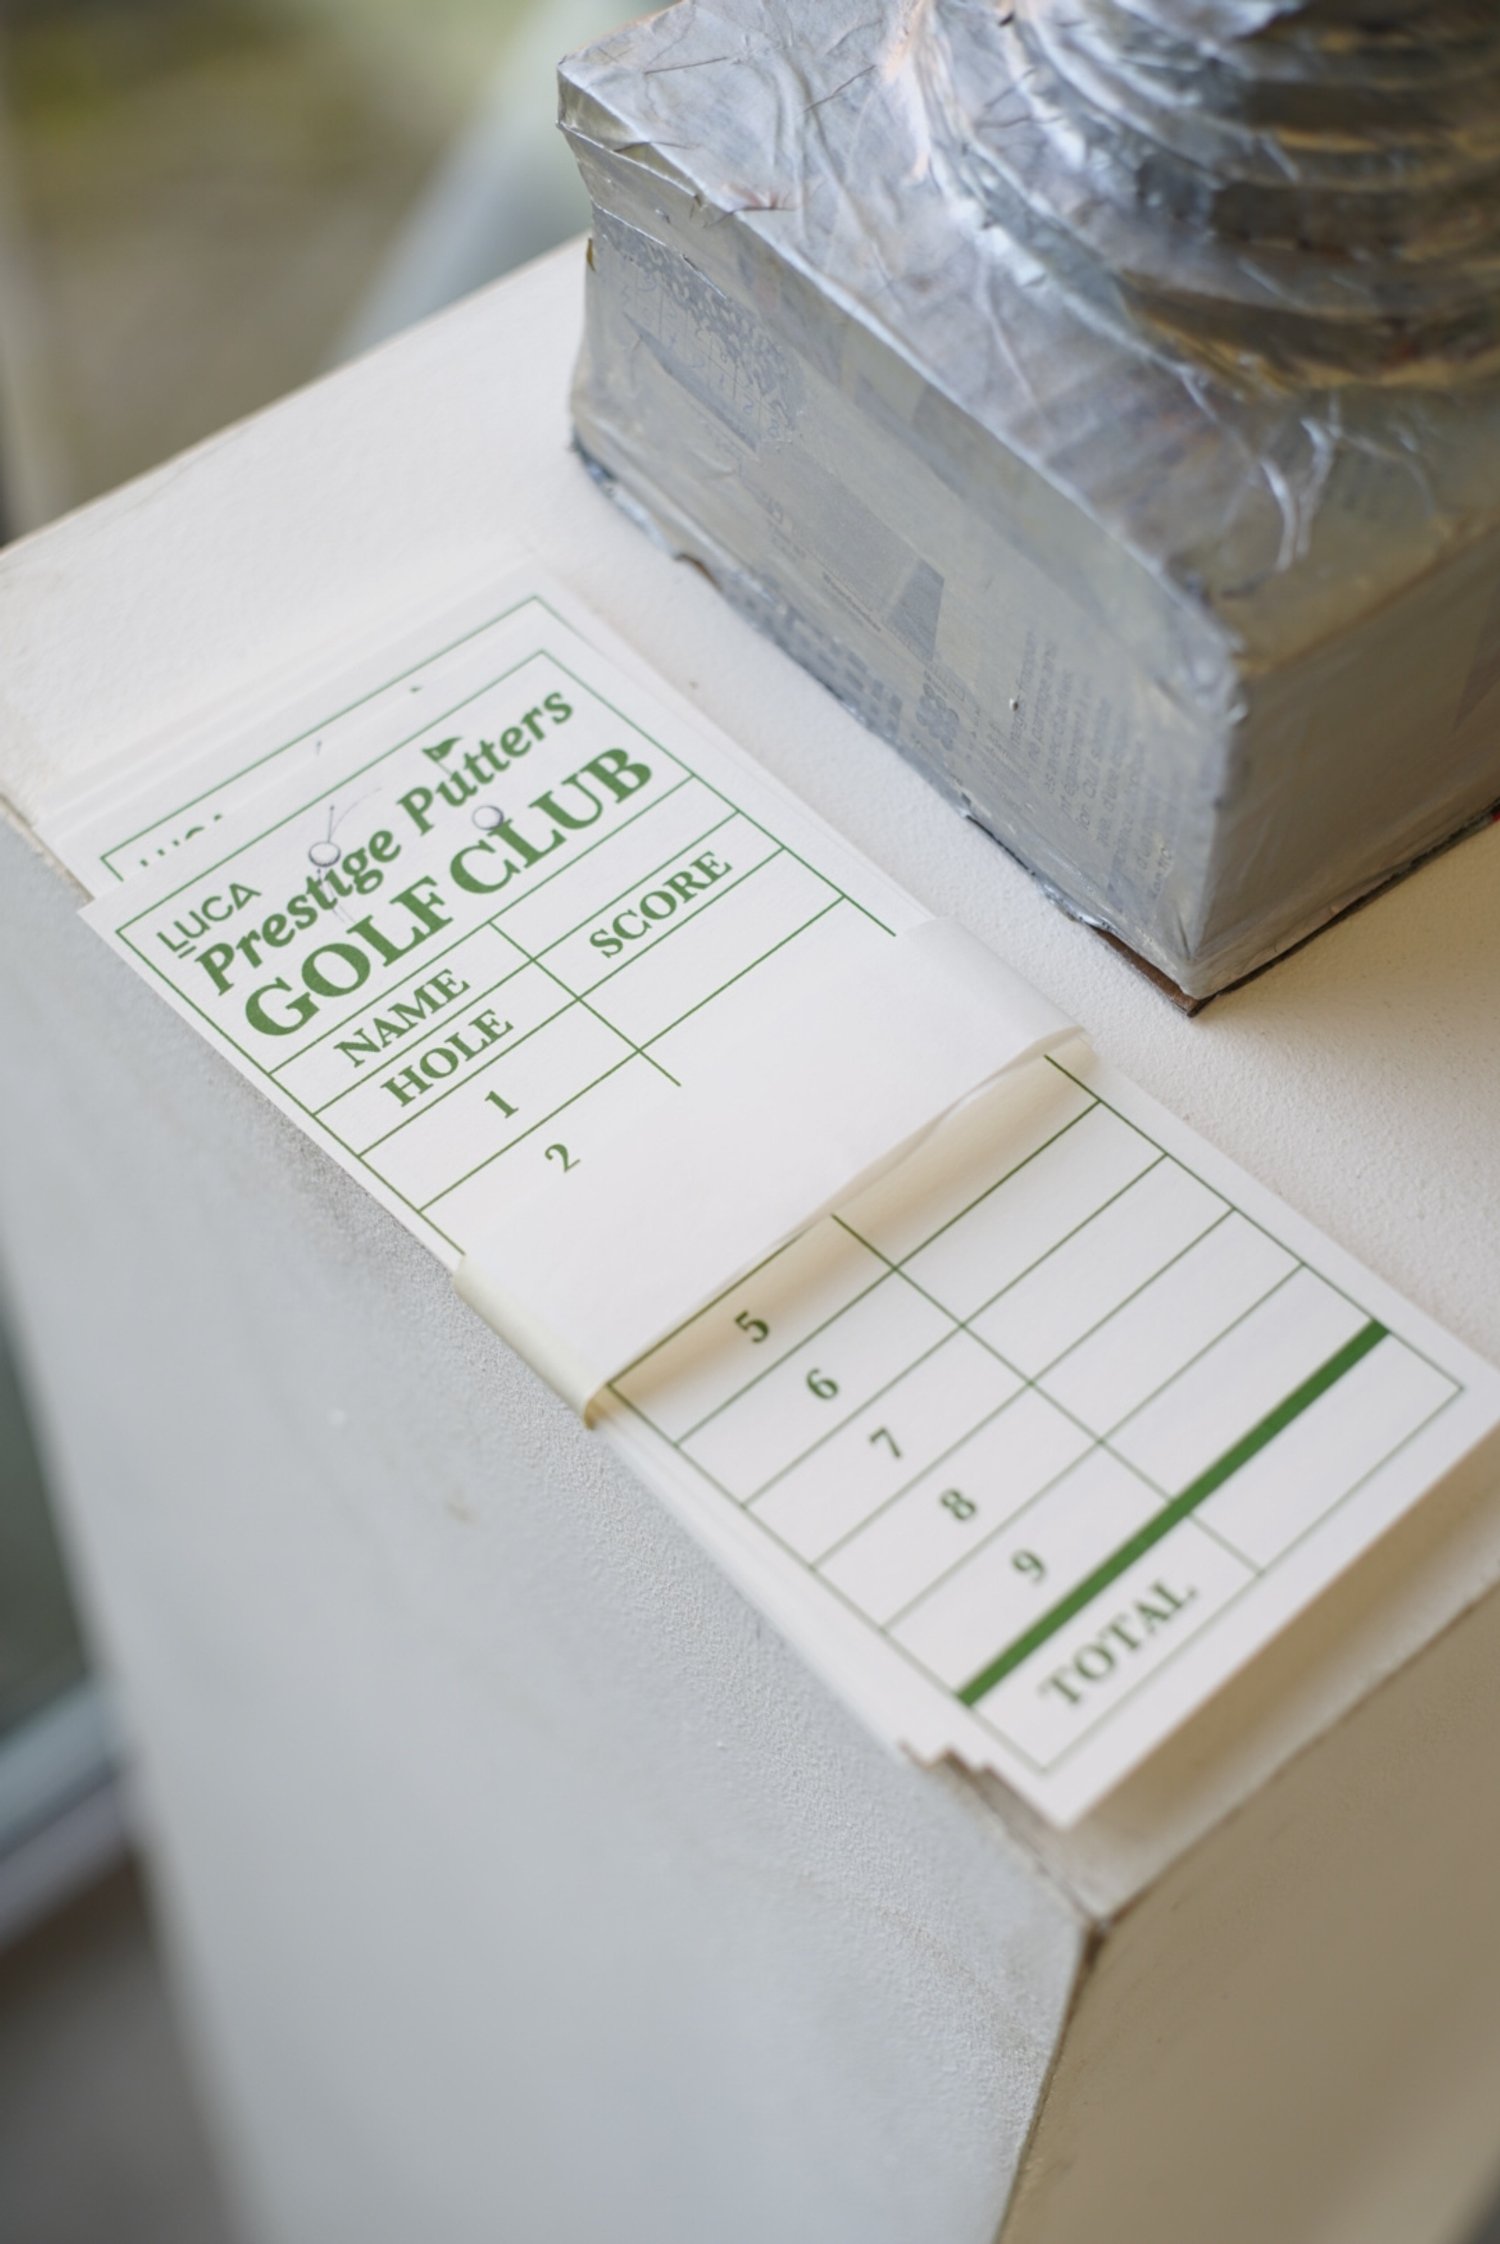 LUCA
Prestige Putters
GOLF CLUB
NAME
HOLE SCORE
1
2
5
6
7
8
9
TOTAL